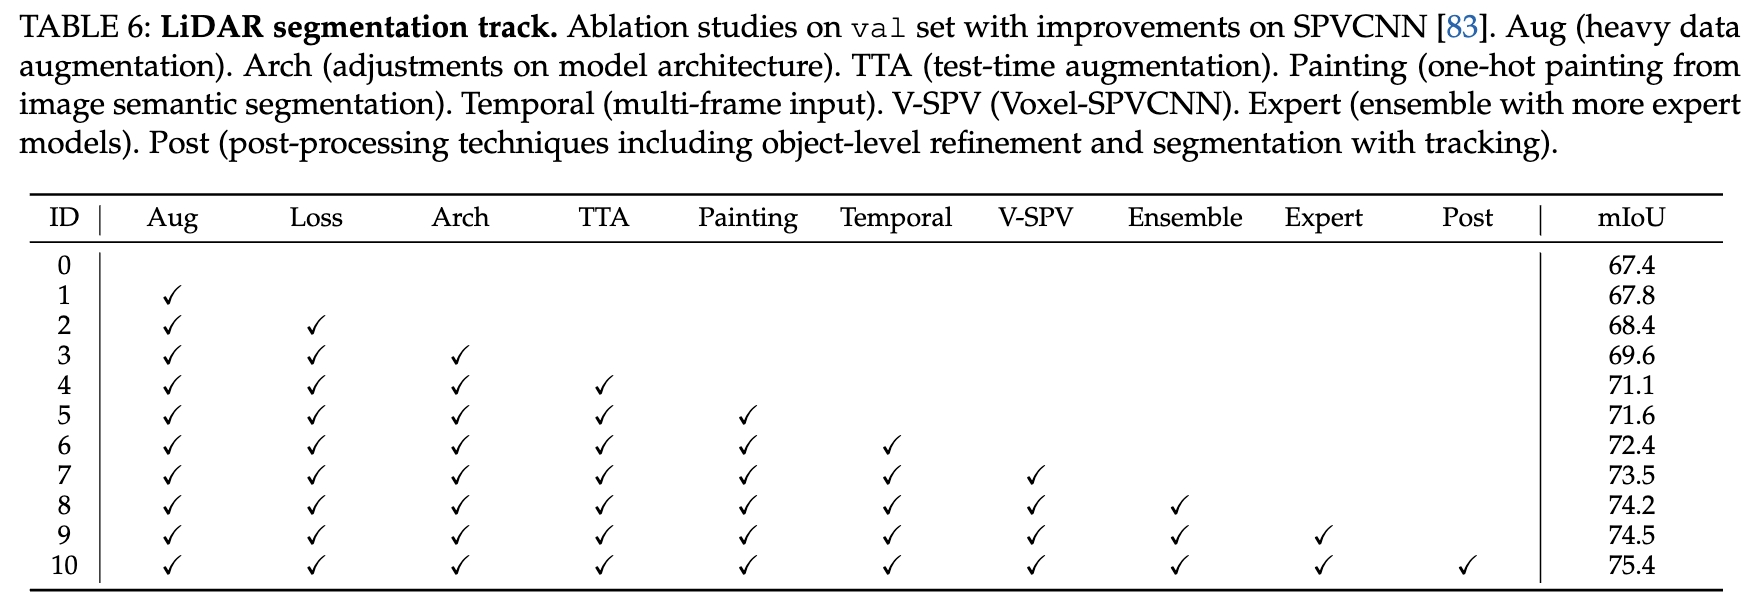 TABLE 6: LiDAR segmentation track. Ablation studies on val set with improvements on SPVCNN [83]. Aug (heavy data
augmentation). Arch (adjustments on model architecture). TTA (test-time augmentation). Painting (one-hot painting from
image semantic segmentation). Temporal (multi-frame input). V-SPV (Voxel-SPVCNN). Expert (ensemble with more expert
models). Post (post-processing techniques including object-level refinement and segmentation with tracking).
ID Aug Loss Arch TTA Painting Temporal V-SPV Ensemble Expert Post mIoU
0 67.4
1 ✓ 67.8
2 ✓ ✓ 68.4
3 ✓ ✓ ✓ 69.6
4 ✓ ✓ ✓ ✓ 71.1
5 ✓ ✓ ✓ ✓ ✓ 71.6
6 ✓ ✓ ✓ ✓ ✓ ✓ 72.4
7 ✓ ✓ ✓ ✓ ✓ ✓ ✓ 73.5
8 ✓ ✓ ✓ ✓ ✓ ✓ ✓ ✓ 74.2
9 ✓ ✓ ✓ ✓ ✓ ✓ ✓ ✓ ✓ 74.5
10 ✓ ✓ ✓ ✓ ✓ ✓ ✓ ✓ ✓ ✓ 75.4